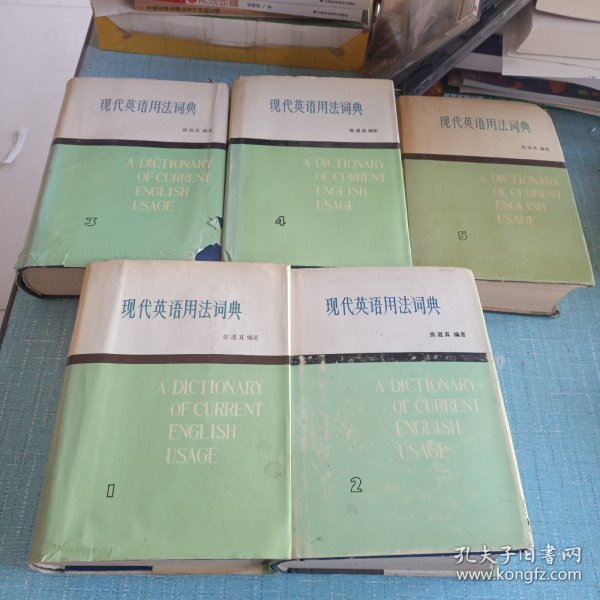 现代英语用法词典
张道真 编著
A DICTIONARY
OF CURRENT
ENGLISH
USAGE
3
现代英语用法词典
张道真 编著
A DICTIONARY
OF CURRENT
ENGLISH
USAGE
4
现代英语用法词典
张道真 编著
A DICTIONARY
OF CURRENT
ENGLISH
USAGE
5
现代英语用法词典
张道真 编著
A DICTIONARY
OF CURRENT
ENGLISH
USAGE
1
现代英语用法词典
张道真 编著
A DICTIONARY
OF CURRENT
ENGLISH
USAGE
2
孔夫子旧书网
www.kongfz.com